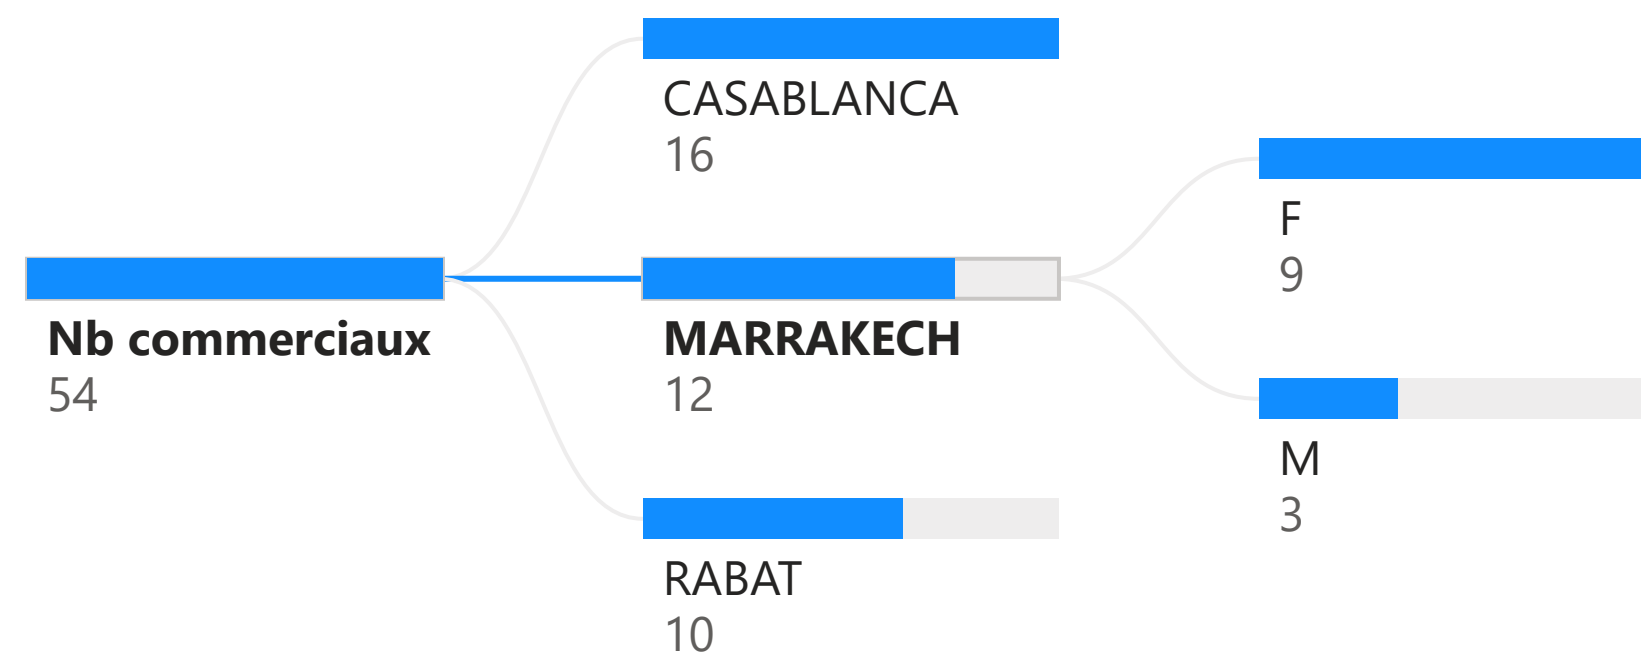 Nb commerciaux
54
CASABLANCA
16
MARRAKECH
12
RABAT
10
F
9
M
3